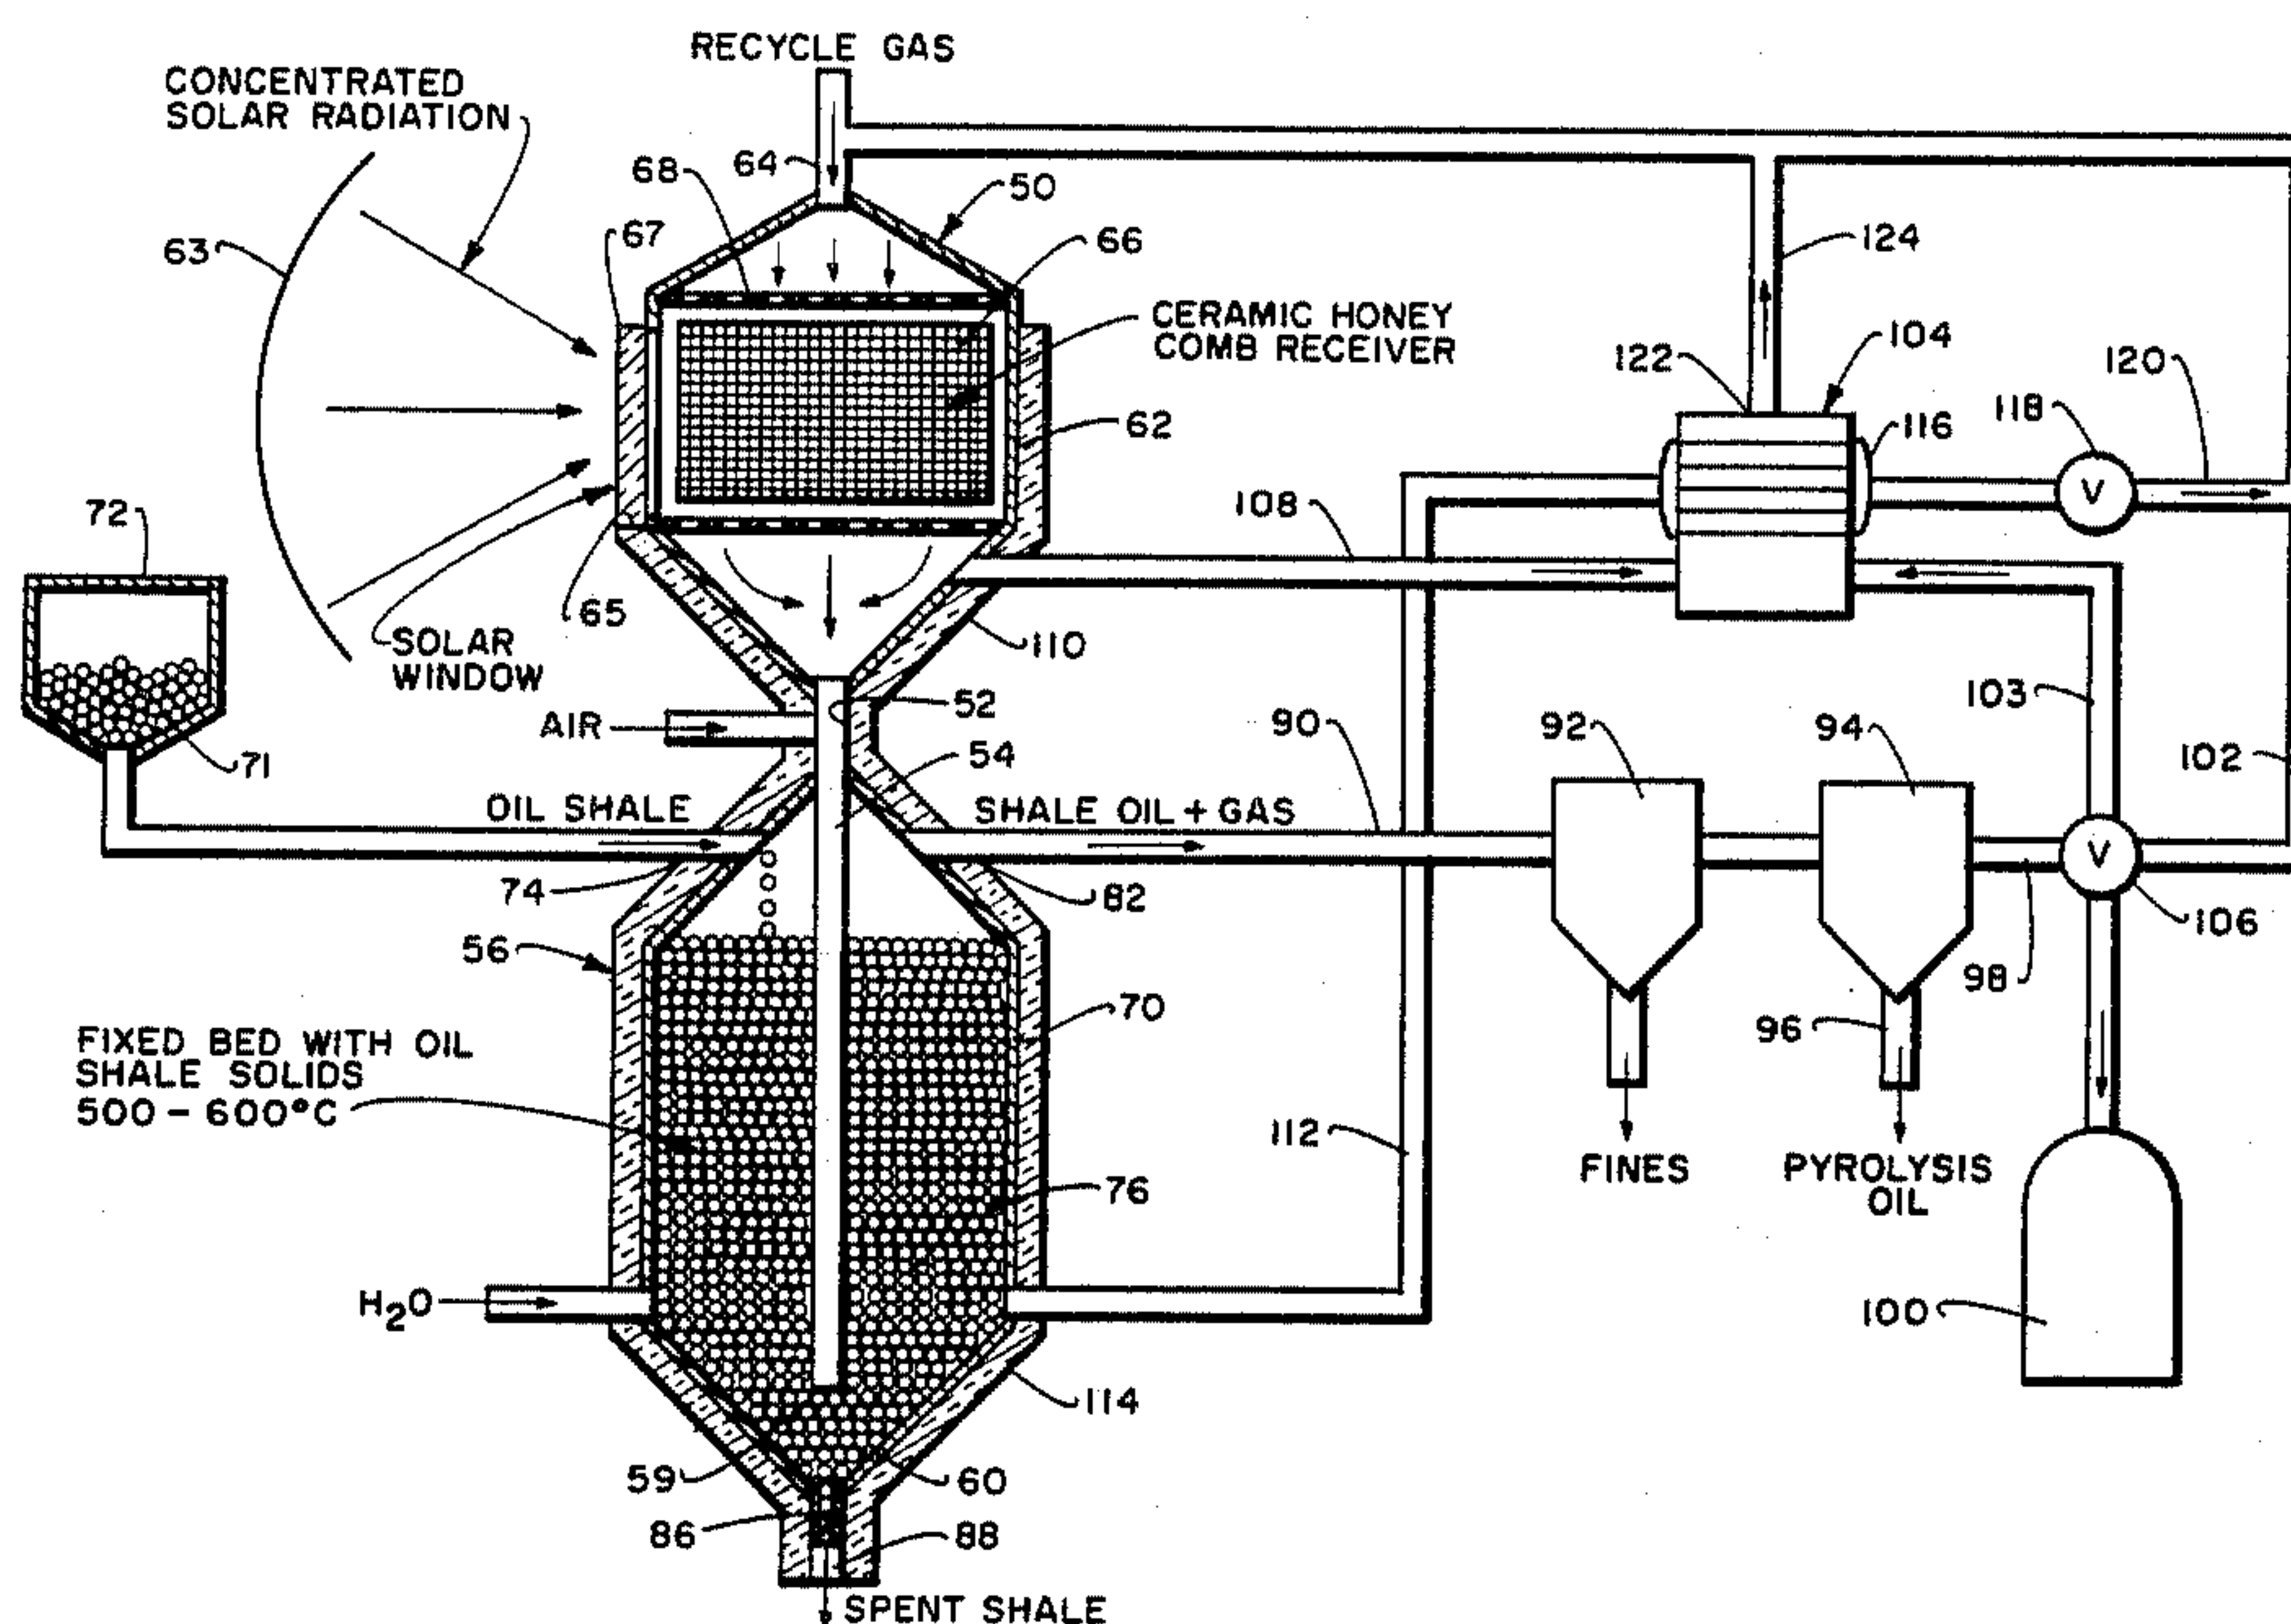 RECYCLE GAS
CONCENTRATED
SOLAR RADIATION
64
68
50
67
66
63
124
CERAMIC HONEY
COMB RECEIVER
122
104
120
118
116
62
108
72
65
SOLAR
WINDOW
110
103
52
AIR
90
92
94
54
71
102
OIL SHALE
SHALE OIL + GAS
74
82
106
56
98
70
96
FIXED BED WITH OIL
SHALE SOLIDS
500 - 600°C
112
FINES
PYROLYSIS
OIL
76
H2O
100
114
59
60
86
88
SPENT SHALE
V
V